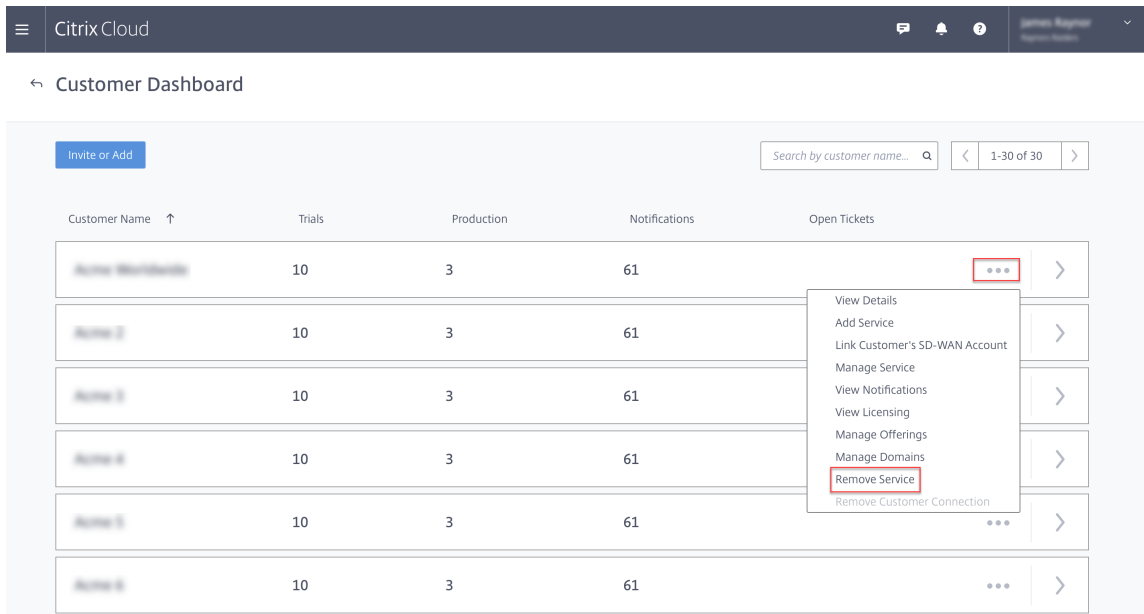 Citrix Cloud
Customer Dashboard
Invite or Add
Search by customer name...
1-30 of 30
Customer Name Trials Production Notifications Open Tickets
10 3 61
View Details
Add Service
10 3 61
Link Customer's SD-WAN Account
Manage Service
View Notifications
10 3 61
View Licensing
Manage Offerings
Manage Domains
10 3 61
Remove Service
Remove Customer Connection
10 3 61
10 3 61